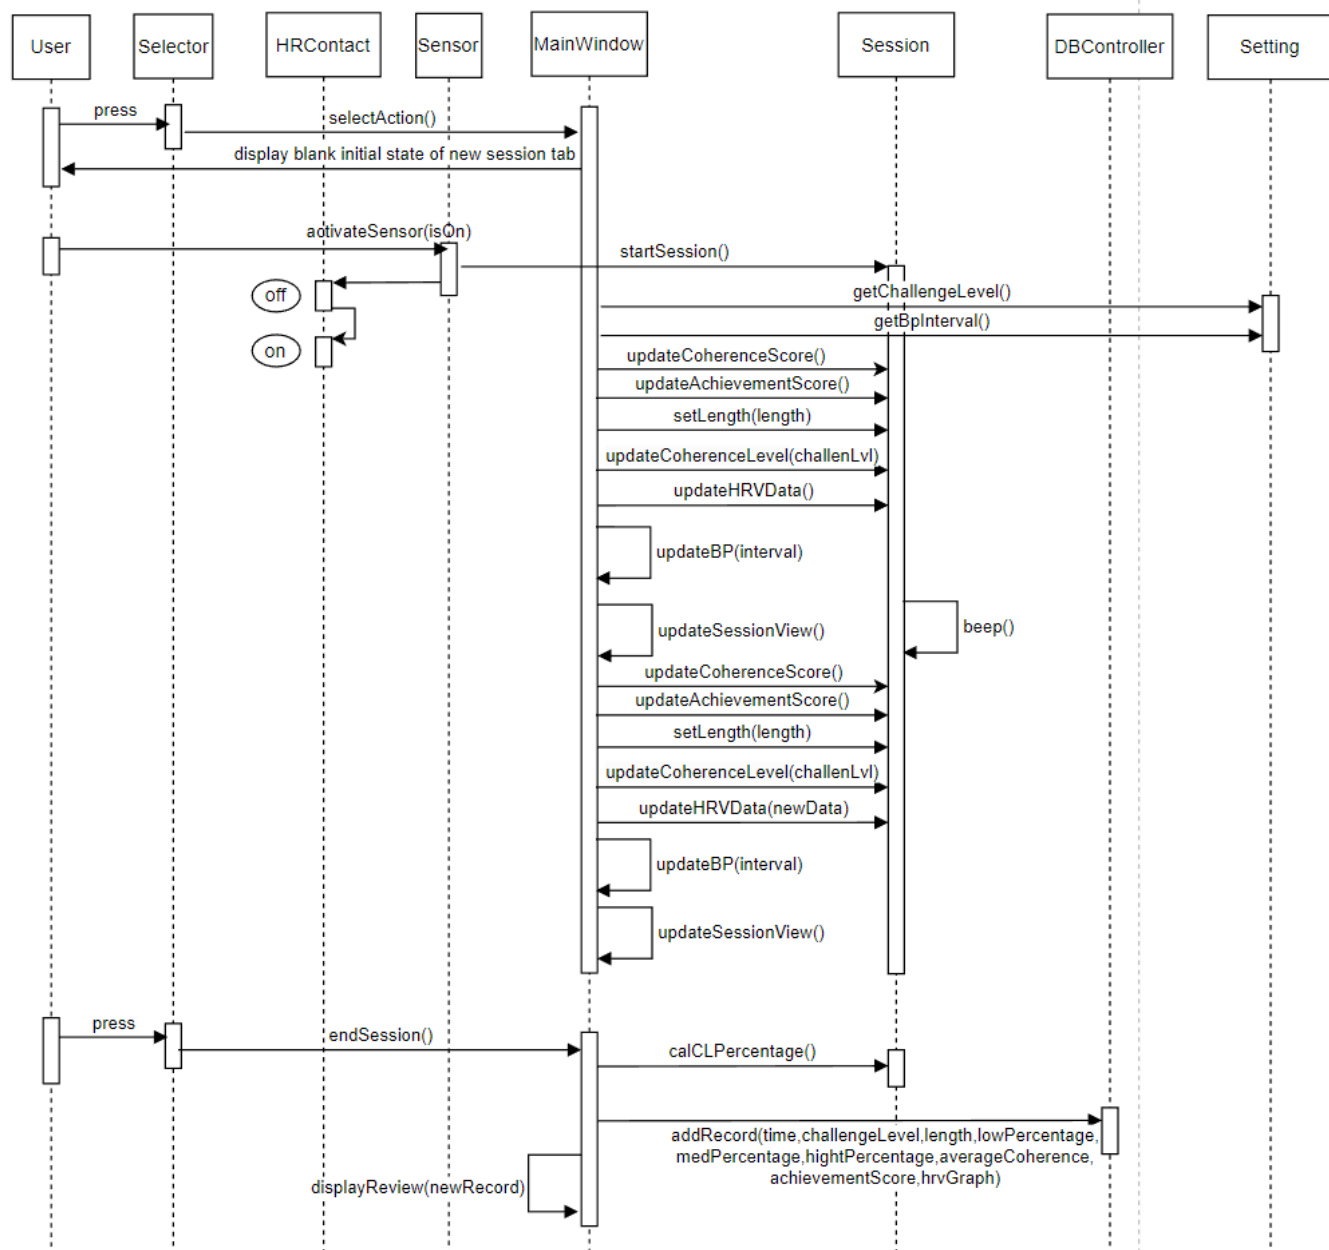 User
Selector
HRContact
Sensor
MainWindow
Session
DBController
Setting
press
selectAction()
display blank initial state of new session tab
activateSensor(isOn)
startSession()
off
getChallengeLevel()
getBpInterval()
on
updateCoherenceScore()
updateAchievementScore()
setLength(length)
updateCoherenceLevel(challenLvl)
updateHRVData()
updateBP(interval)
updateSessionView()
beep()
updateCoherenceScore()
updateAchievementScore()
setLength(length)
updateCoherenceLevel(challenLvl)
updateHRVData(newData)
updateBP(interval)
updateSessionView()
press
endSession()
calCLPercentage()
addRecord(time,challengeLevel,length,lowPercentage,
medPercentage,hightPercentage,averageCoherence,
achievementScore,hrvGraph)
displayReview(newRecord)